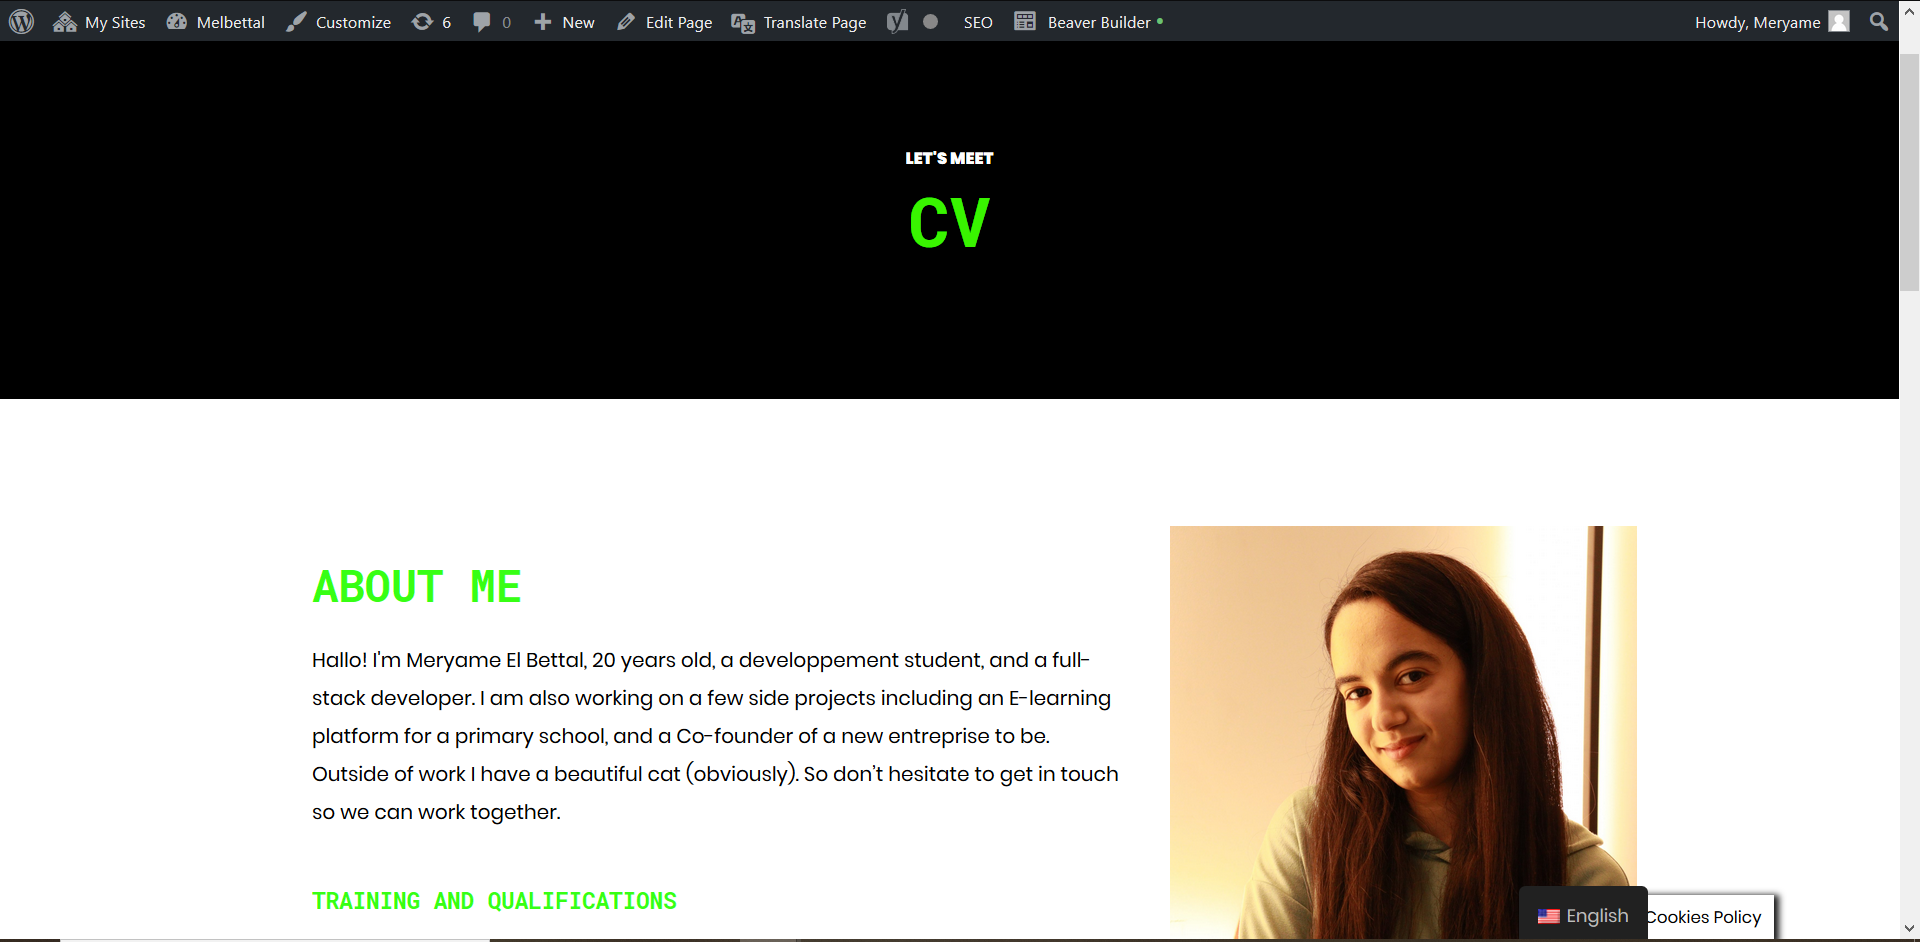 My Sites Melbettal Customize 6 0 New Edit Page Translate Page SEO Beaver Builder Howdy, Meryame
LET'S MEET
CV
ABOUT ME
Hallo! I'm Meryame El Bettal, 20 years old, a developpement student, and a full-
stack developer. I am also working on a few side projects including an E-learning
platform for a primary school, and a Co-founder of a new entreprise to be.
Outside of work I have a beautiful cat (obviously). So don’t hesitate to get in touch
so we can work together.
TRAINING AND QUALIFICATIONS
English
Cookies Policy